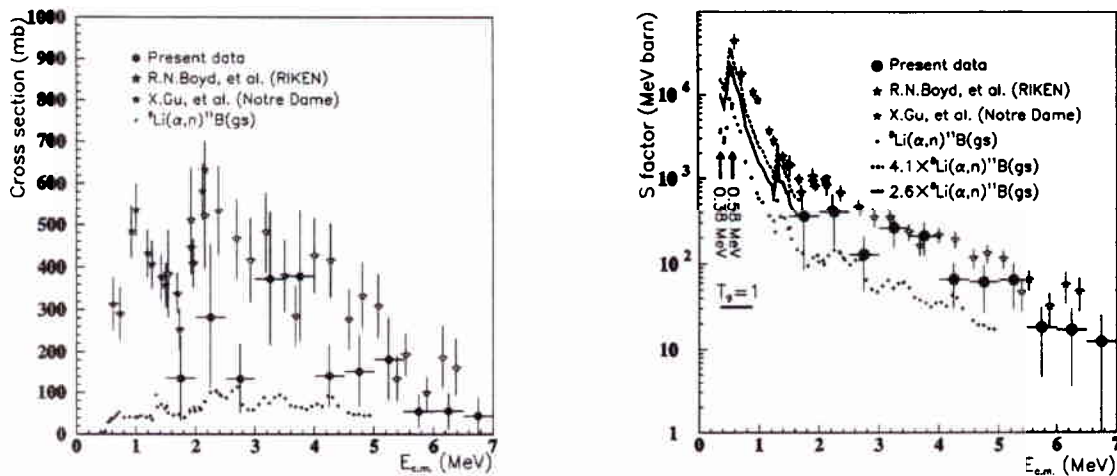 Cross section (mb)
1000
900
800
700
600
500
400
300
200
100
0
Present data
R.N.Boyd, et al. (RIKEN)
X.Gu, et al. (Notre Dame)
⁸Li(α,n)¹¹B(gs)
0 1 2 3 4 5 6 7
E_c.m. (MeV)
S factor (MeV barn)
10⁴
10³
10²
10
1
Present data
R.N.Boyd, et al. (RIKEN)
X.Gu, et al. (Notre Dame)
⁸Li(α,n)¹¹B(gs)
4.1×⁸Li(α,n)¹¹B(gs)
2.6×⁸Li(α,n)¹¹B(gs)
0.38 MeV
0.58 MeV
T₉=1
0 1 2 3 4 5 6 7
E_c.m. (MeV)